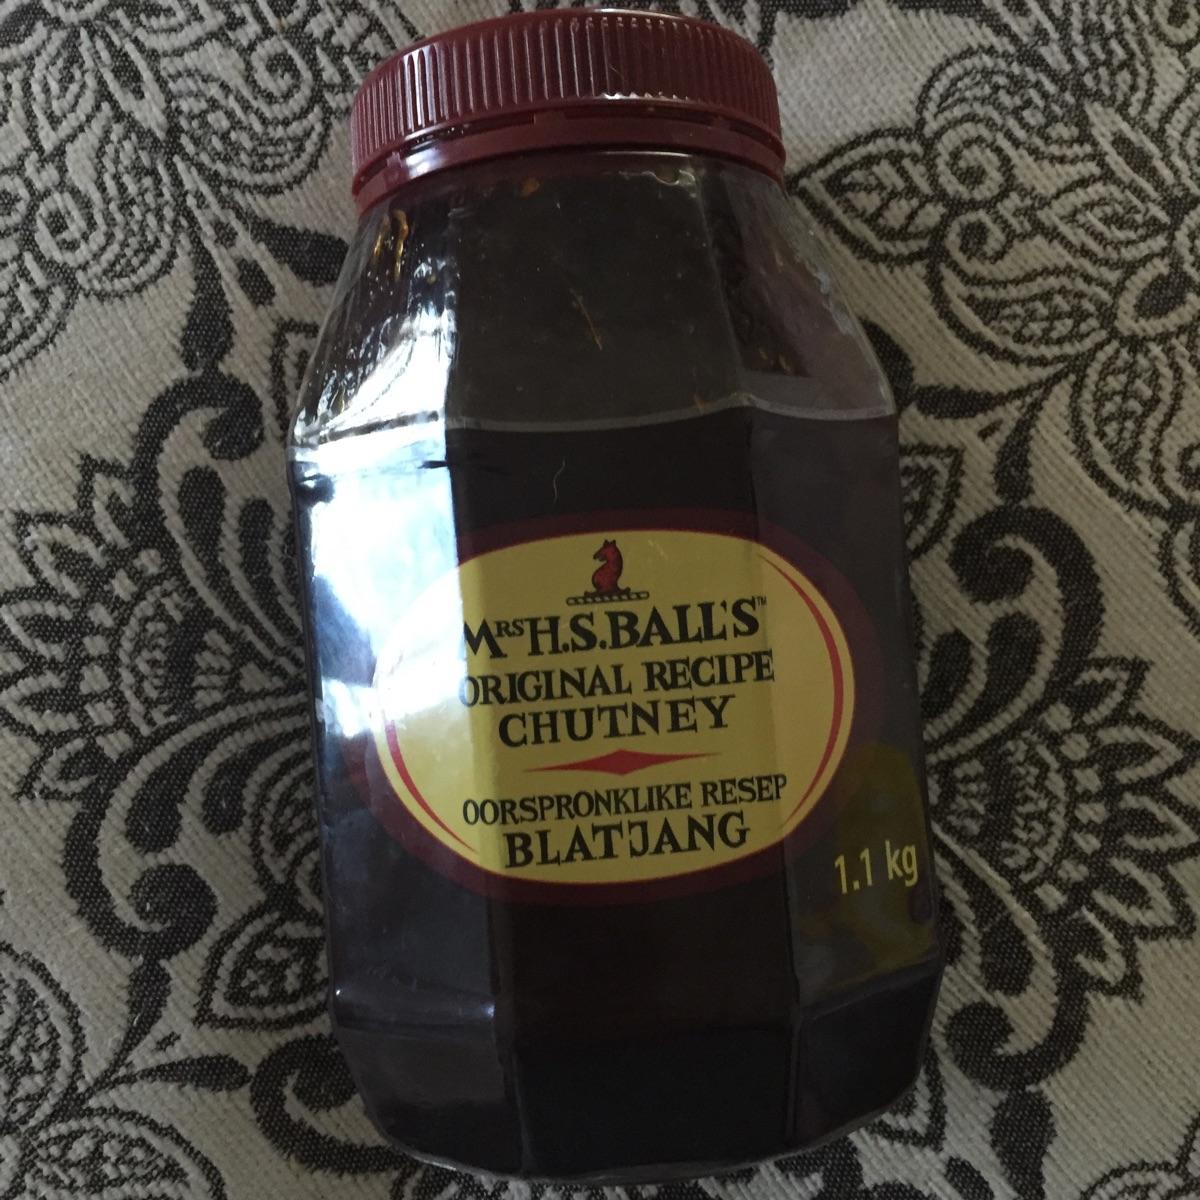 MRS H.S.BALL'S™
ORIGINAL RECIPE
CHUTNEY
OORSPRONKLIKE RESEP
BLATJANG
1.1 kg